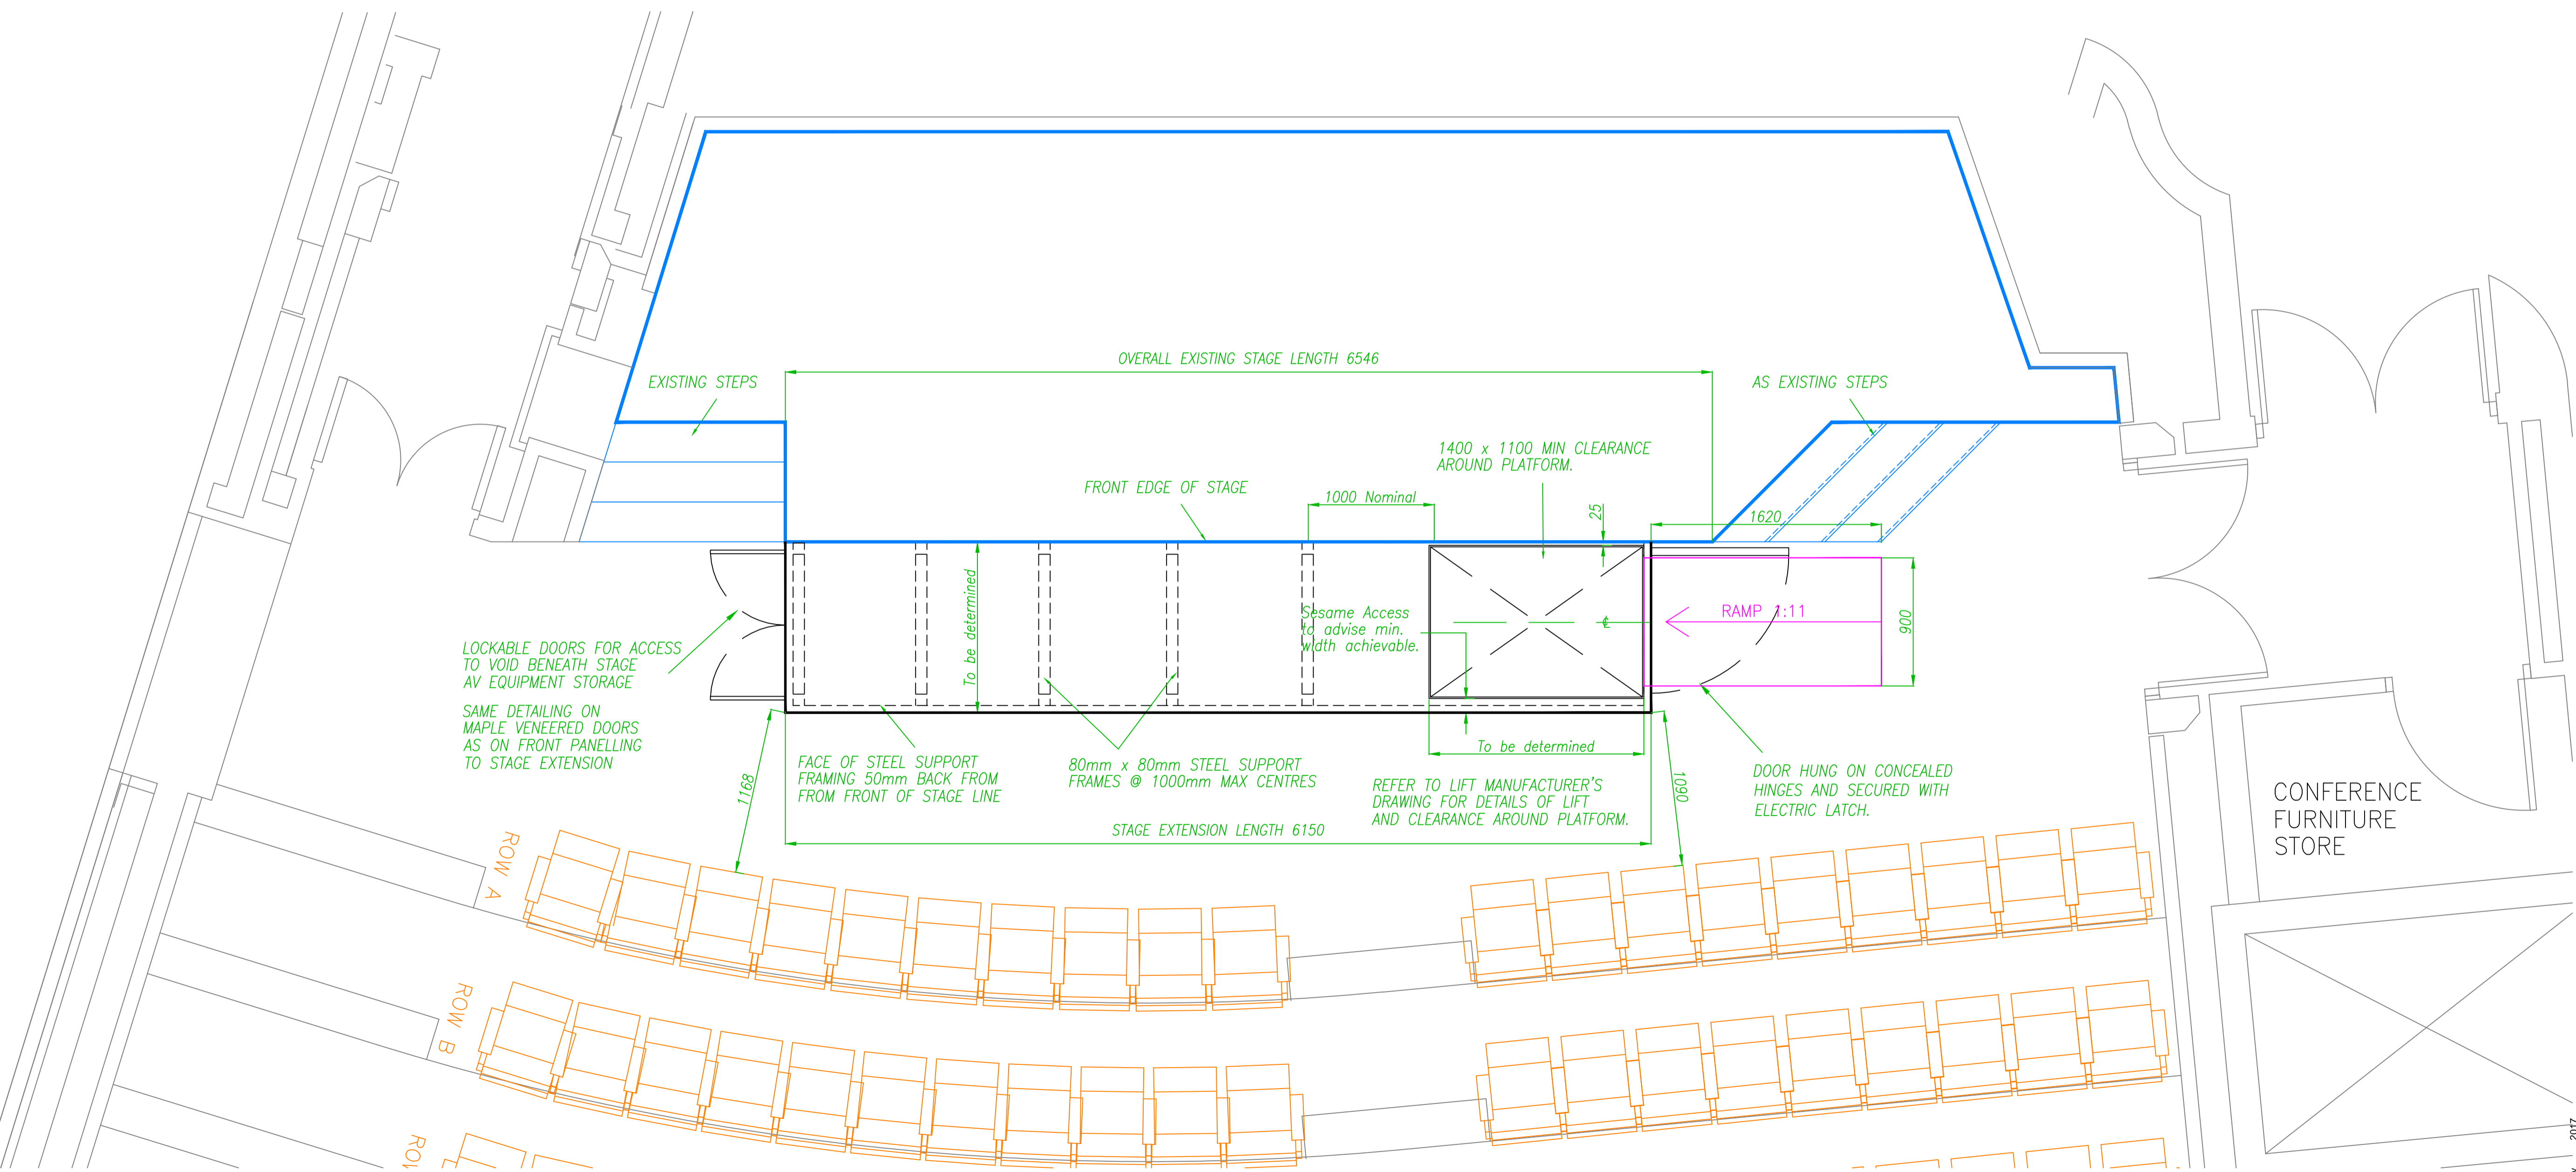 OVERALL EXISTING STAGE LENGTH 6546
EXISTING STEPS
AS EXISTING STEPS
1400 x 1100 MIN CLEARANCE
AROUND PLATFORM.
FRONT EDGE OF STAGE
1000 Nominal
25
1620
To be determined
Sesame Access
to advise min.
width achievable.
℄
RAMP 1:11
900
LOCKABLE DOORS FOR ACCESS
TO VOID BENEATH STAGE
AV EQUIPMENT STORAGE
SAME DETAILING ON
MAPLE VENEERED DOORS
AS ON FRONT PANELLING
TO STAGE EXTENSION
1168
FACE OF STEEL SUPPORT
FRAMING 50mm BACK FROM
FROM FRONT OF STAGE LINE
80mm x 80mm STEEL SUPPORT
FRAMES @ 1000mm MAX CENTRES
To be determined
REFER TO LIFT MANUFACTURER'S
DRAWING FOR DETAILS OF LIFT
AND CLEARANCE AROUND PLATFORM.
1090
DOOR HUNG ON CONCEALED
HINGES AND SECURED WITH
ELECTRIC LATCH.
STAGE EXTENSION LENGTH 6150
CONFERENCE
FURNITURE
STORE
ROW A
ROW B
ROW
2017